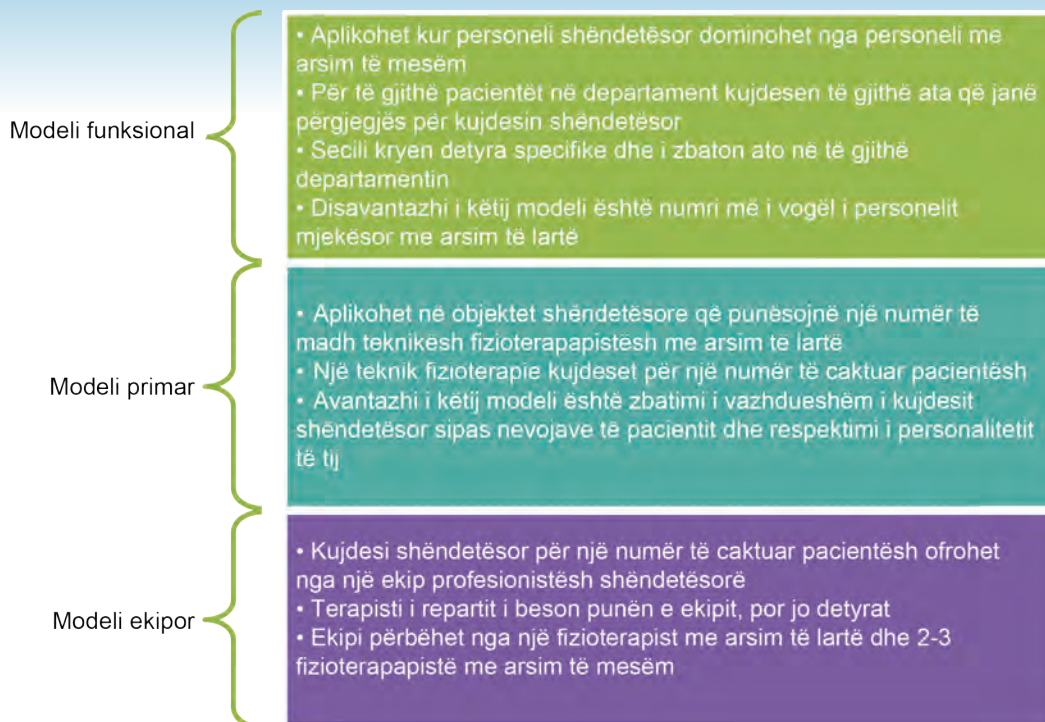 Modeli funksional
• Aplikohet kur personeli shëndetësor dominohet nga personeli me
arsim të mesëm
• Për të gjithë pacientët në departament kujdesen të gjithë ata që janë
përgjegjës për kujdesin shëndetësor
• Secili kryen detyra specifike dhe i zbaton ato në të gjithë
departamentin
• Disavantazhi i këtij modeli është numri më i vogël i personelit
mjekësor me arsim të lartë
Modeli primar
• Aplikohet në objektet shëndetësore që punësojnë një numër të
madh teknikësh fizioterapapistësh me arsim të lartë
• Një teknik fizioterapie kujdeset për një numër të caktuar pacientësh
• Avantazhi i këtij modeli është zbatimi i vazhdueshëm i kujdesit
shëndetësor sipas nevojave të pacientit dhe respektimi i personalitetit
të tij
Modeli ekipor
• Kujdesi shëndetësor për një numër të caktuar pacientësh ofrohet
nga një ekip profesionistësh shëndetësorë
• Terapisti i repartit i beson punën e ekipit, por jo detyrat
• Ekipi përbëhet nga një fizioterapist me arsim të lartë dhe 2-3
fizioterapapistë me arsim të mesëm